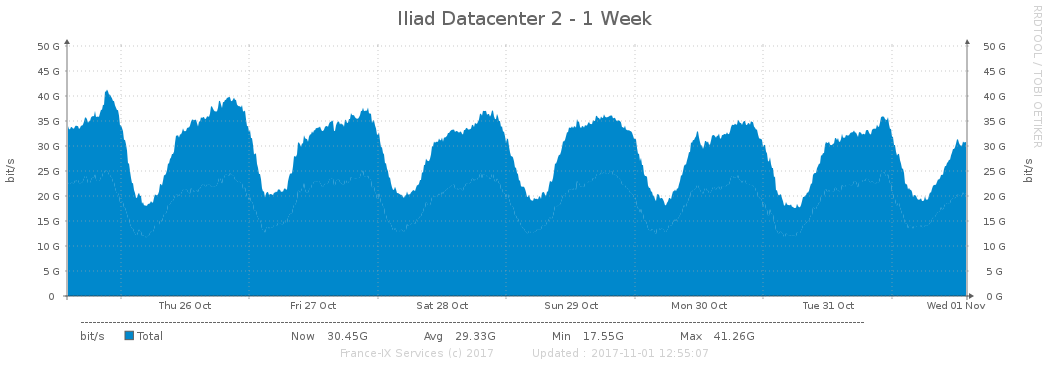 Iliad Datacenter 2 - 1 Week
RRDTOOL / TOBI OETIKER
50 G 50 G
45 G 45 G
40 G 40 G
35 G 35 G
30 G 30 G
25 G 25 G
20 G 20 G
15 G 15 G
10 G 10 G
5 G 5 G
0 0 G
bit/s bit/s
Thu 26 Oct Fri 27 Oct Sat 28 Oct Sun 29 Oct Mon 30 Oct Tue 31 Oct Wed 01 Nov
bit/s Total Now 30.45G Avg 29.33G Min 17.55G Max 41.26G
France-IX Services (c) 2017 Updated : 2017-11-01 12:55:07